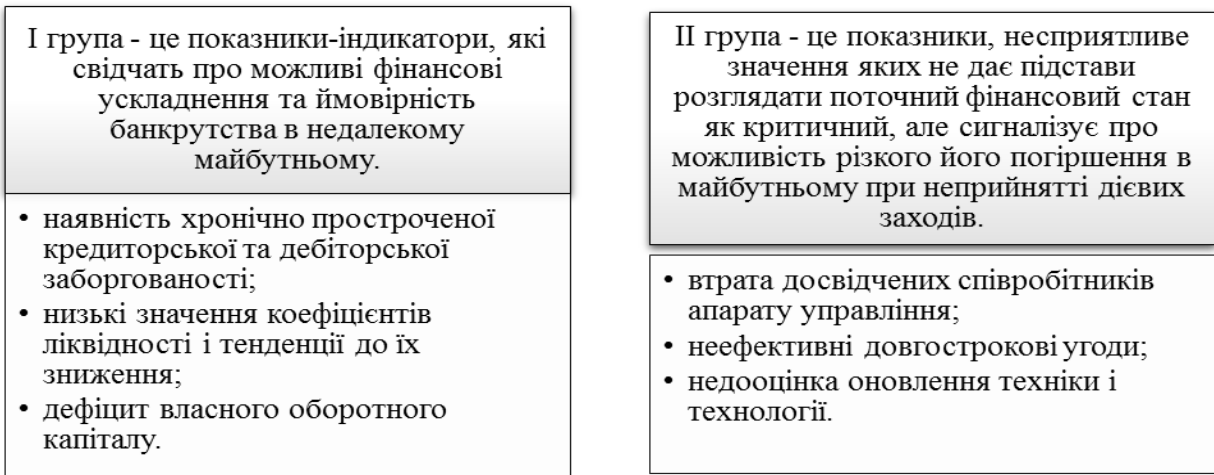 І група - це показники-індикатори, які
свідчать про можливі фінансові
ускладнення та ймовірність
банкрутства в недалекому
майбутньому.
• наявність хронічно простроченої
кредиторської та дебіторської
заборгованості;
• низькі значення коефіцієнтів
ліквідності і тенденції до їх
зниження;
• дефіцит власного оборотного
капіталу.
ІІ група - це показники, несприятливе
значення яких не дає підстави
розглядати поточний фінансовий стан
як критичний, але сигналізує про
можливість різкого його погіршення в
майбутньому при неприйнятті дієвих
заходів.
• втрата досвідчених співробітників
апарату управління;
• неефективні довгострокові угоди;
• недооцінка оновлення техніки і
технології.